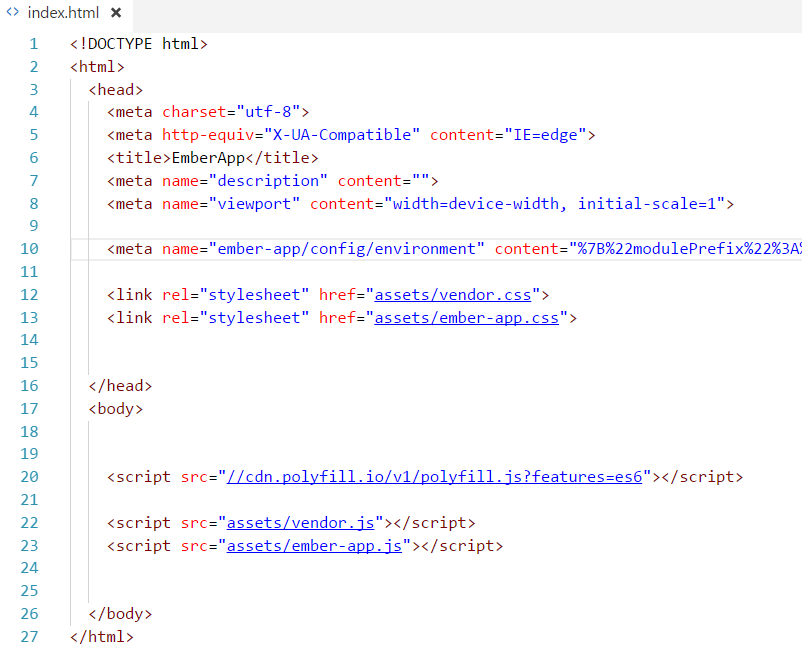 index.html
1 <!DOCTYPE html>
2 <html>
3 <head>
4 <meta charset="utf-8">
5 <meta http-equiv="X-UA-Compatible" content="IE=edge">
6 <title>EmberApp</title>
7 <meta name="description" content="">
8 <meta name="viewport" content="width=device-width, initial-scale=1">
9
10 <meta name="ember-app/config/environment" content="%7B%22modulePrefix%22%3A%
11
12 <link rel="stylesheet" href="assets/vendor.css">
13 <link rel="stylesheet" href="assets/ember-app.css">
14
15
16 </head>
17 <body>
18
19
20 <script src="//cdn.polyfill.io/v1/polyfill.js?features=es6"></script>
21
22 <script src="assets/vendor.js"></script>
23 <script src="assets/ember-app.js"></script>
24
25
26 </body>
27 </html>